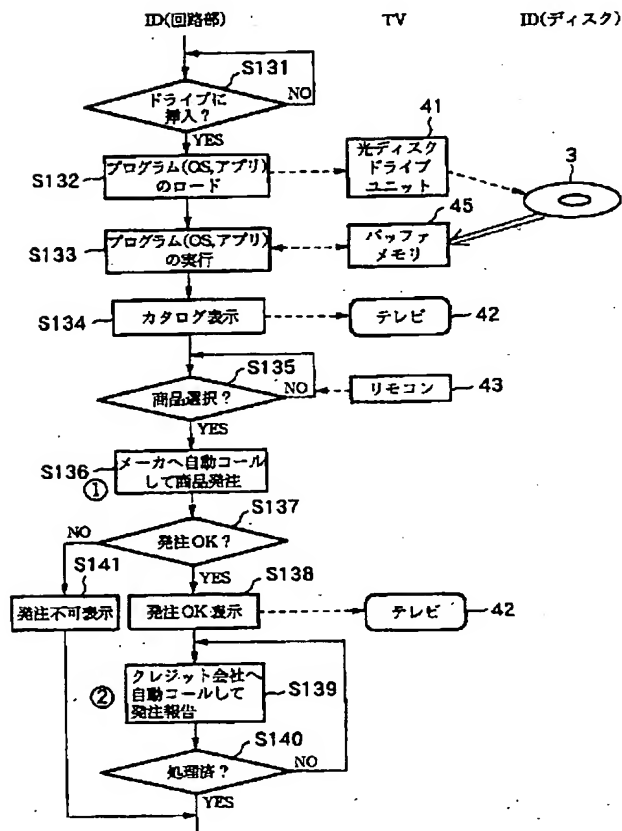 ID(回路部)
TV
ID(ディスク)
S131
ドライブに
挿入?
NO
YES
S132
プログラム(OS,アプリ)
のロード
41
光ディスク
ドライブ
ユニット
3
S133
プログラム(OS,アプリ)
の実行
45
バッファ
メモリ
S134
カタログ表示
テレビ
42
S135
商品選択?
NO
リモコン
43
YES
S136
メーカへ自動コール
して商品発注
①
S137
発注OK?
NO
YES
S141
発注不可表示
S138
発注OK表示
テレビ
42
②
クレジット会社へ
自動コールして
発注報告
S139
S140
処理済?
NO
YES